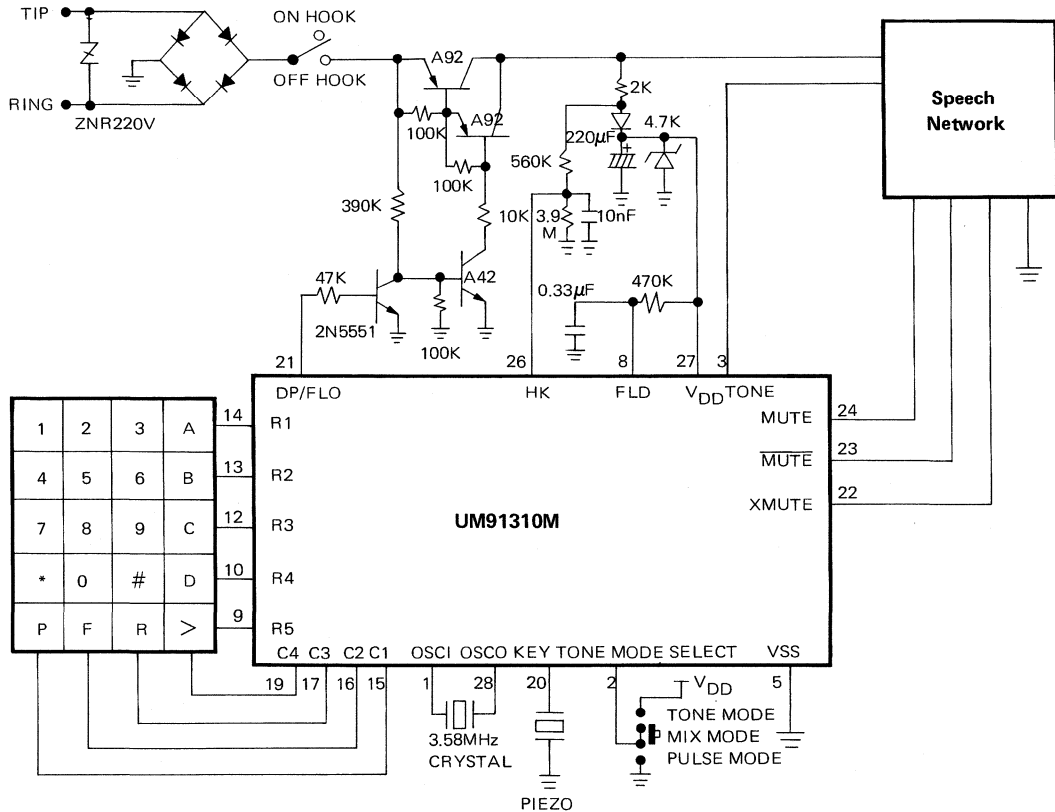 TIP
ON HOOK
OFF HOOK
RING
ZNR220V
A92
A92
100K
100K
390K
10K
47K
2N5551
A42
100K
2K
220μF
4.7K
560K
3.9
M
10nF
0.33μF
470K
Speech
Network
21
26
8
27
3
DP/FLO
HK
FLD
VDD TONE
MUTE
24
MUTE
23
XMUTE
22
UM91310M
1 2 3 A
4 5 6 B
7 8 9 C
* 0 # D
P F R >
14 R1
13 R2
12 R3
10 R4
9 R5
C4 C3 C2 C1 OSCI OSCO KEY TONE MODE SELECT VSS
19 17 16 15 1 28 20 2 5
VDD
TONE MODE
MIX MODE
PULSE MODE
3.58MHz
CRYSTAL
PIEZO